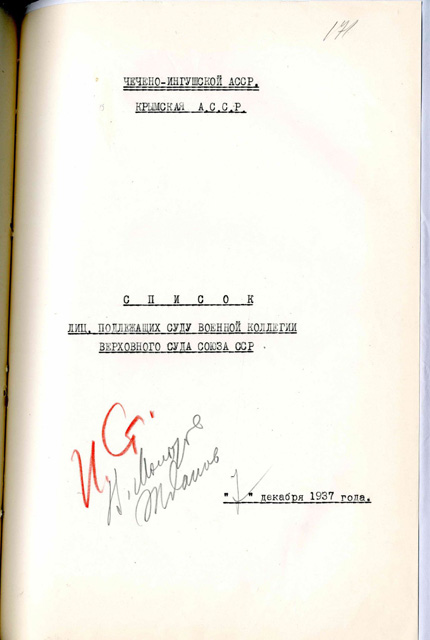 171
ЧЕЧЕНО-ИНГУШСКОЙ АССР.
КРЫМСКАЯ А.С.С.Р.
С П И С О К
ЛИЦ, ПОДЛЕЖАЩИХ СУДУ ВОЕННОЙ КОЛЛЕГИИ
ВЕРХОВНОГО СУДА СОЮЗА ССР
И. Ст.
В. Молотов
Жданов
"7" декабря 1937 года.